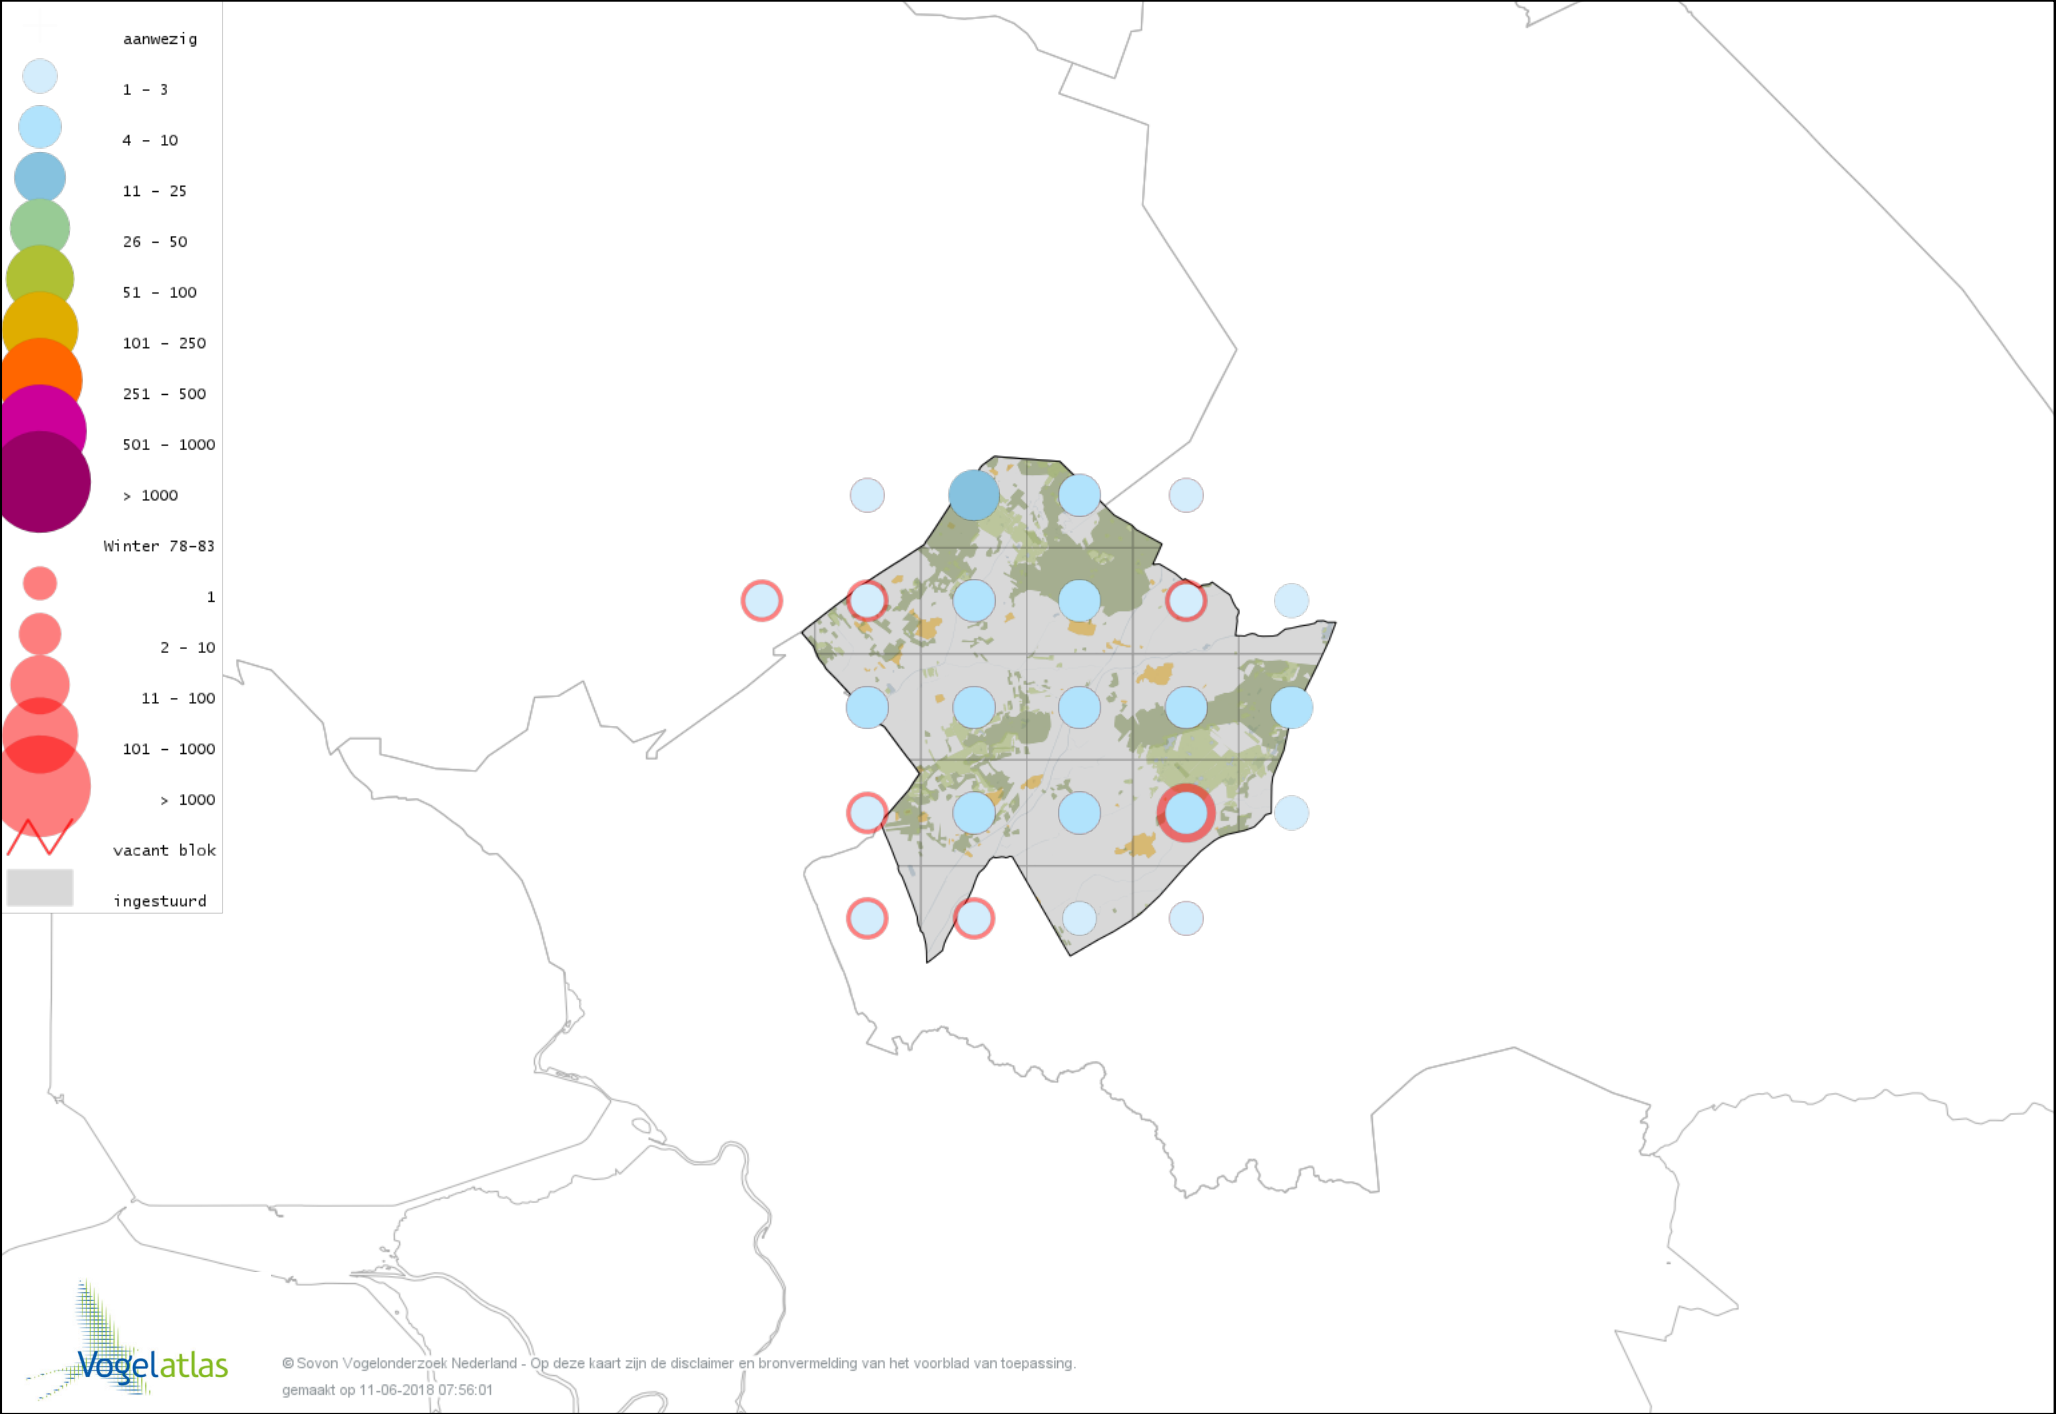 aanwezig
1 - 3
4 - 10
11 - 25
26 - 50
51 - 100
101 - 250
251 - 500
501 - 1000
> 1000
Winter 78-83
1
2 - 10
11 - 100
101 - 1000
> 1000
vacant blok
ingestuurd
Vogelatlas
© Sovon Vogelonderzoek Nederland - Op deze kaart zijn de disclaimer en bronvermelding van het voorblad van toepassing.
gemaakt op 11-06-2018 07:56:01